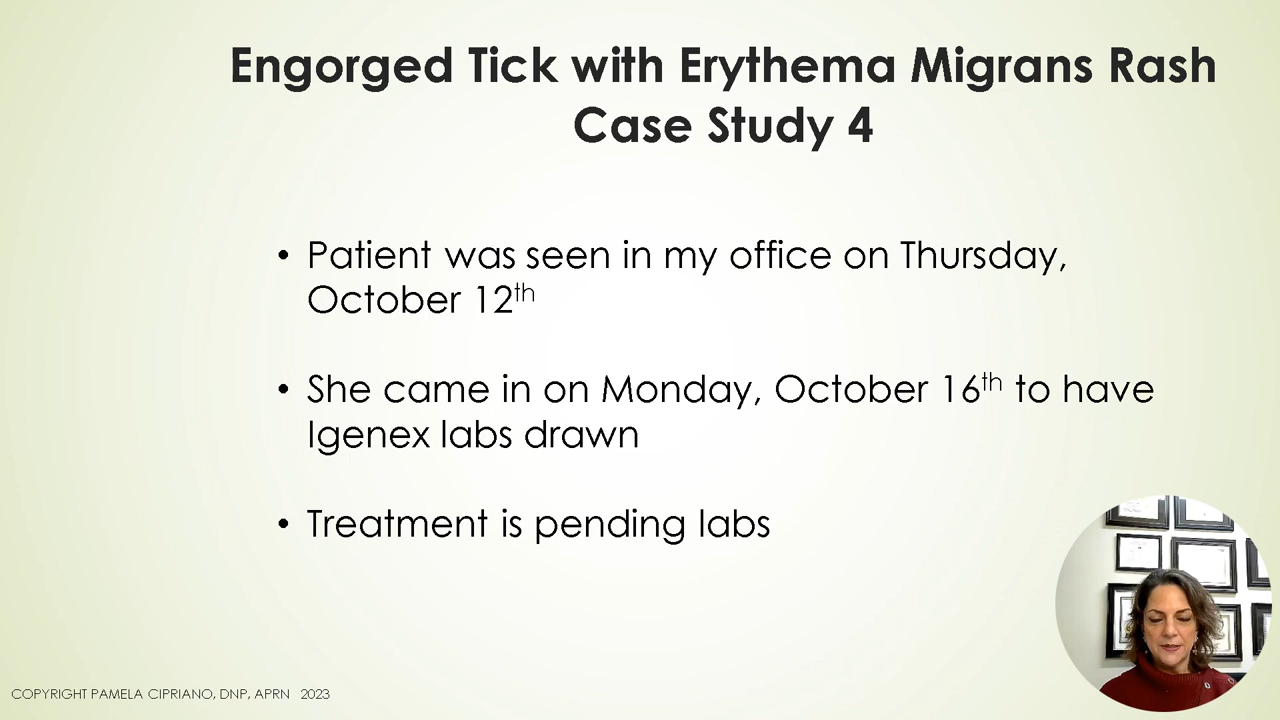 Engorged Tick with Erythema Migrans Rash
Case Study 4
• Patient was seen in my office on Thursday,
October 12th
• She came in on Monday, October 16th to have
Igenex labs drawn
• Treatment is pending labs
COPYRIGHT PAMELA CIPRIANO, DNP, APRN 2023